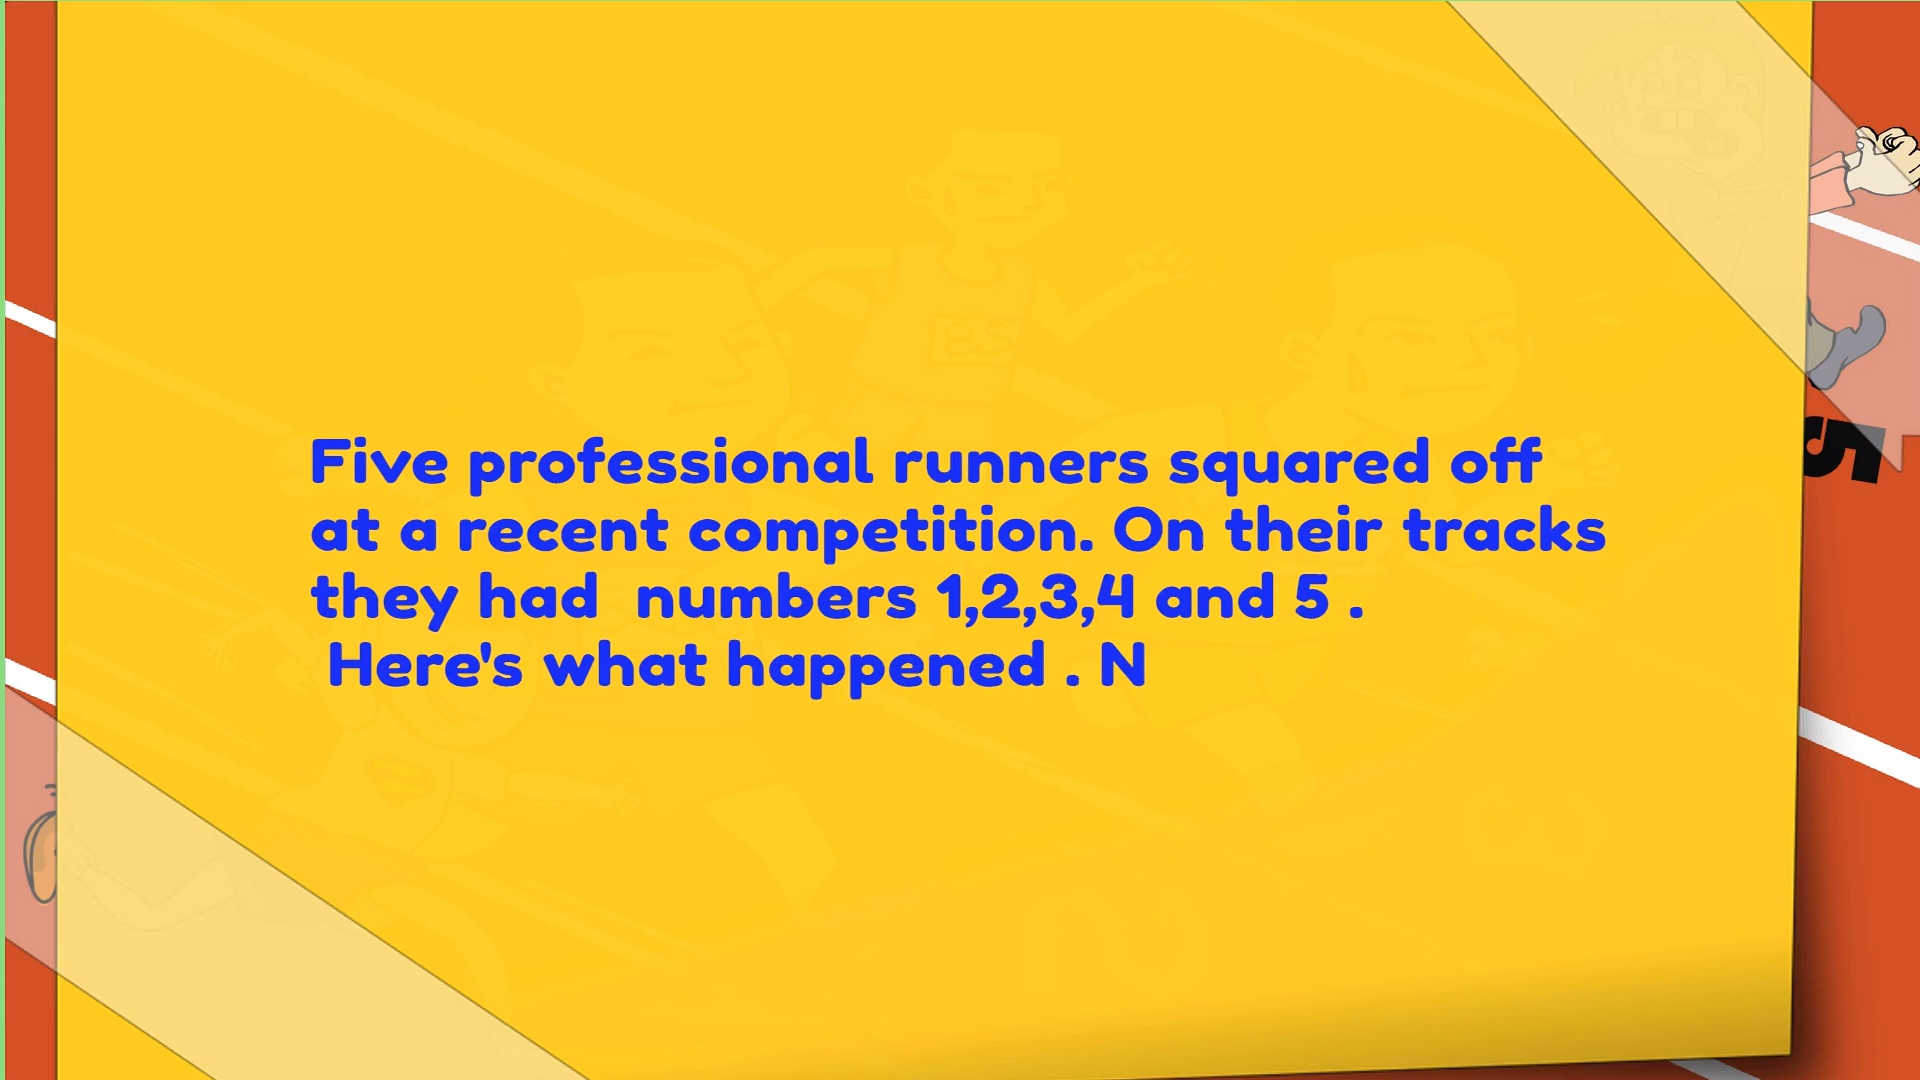 Five professional runners squared off
at a recent competition. On their tracks
they had  numbers 1,2,3,4 and 5 .
Here's what happened . N
5